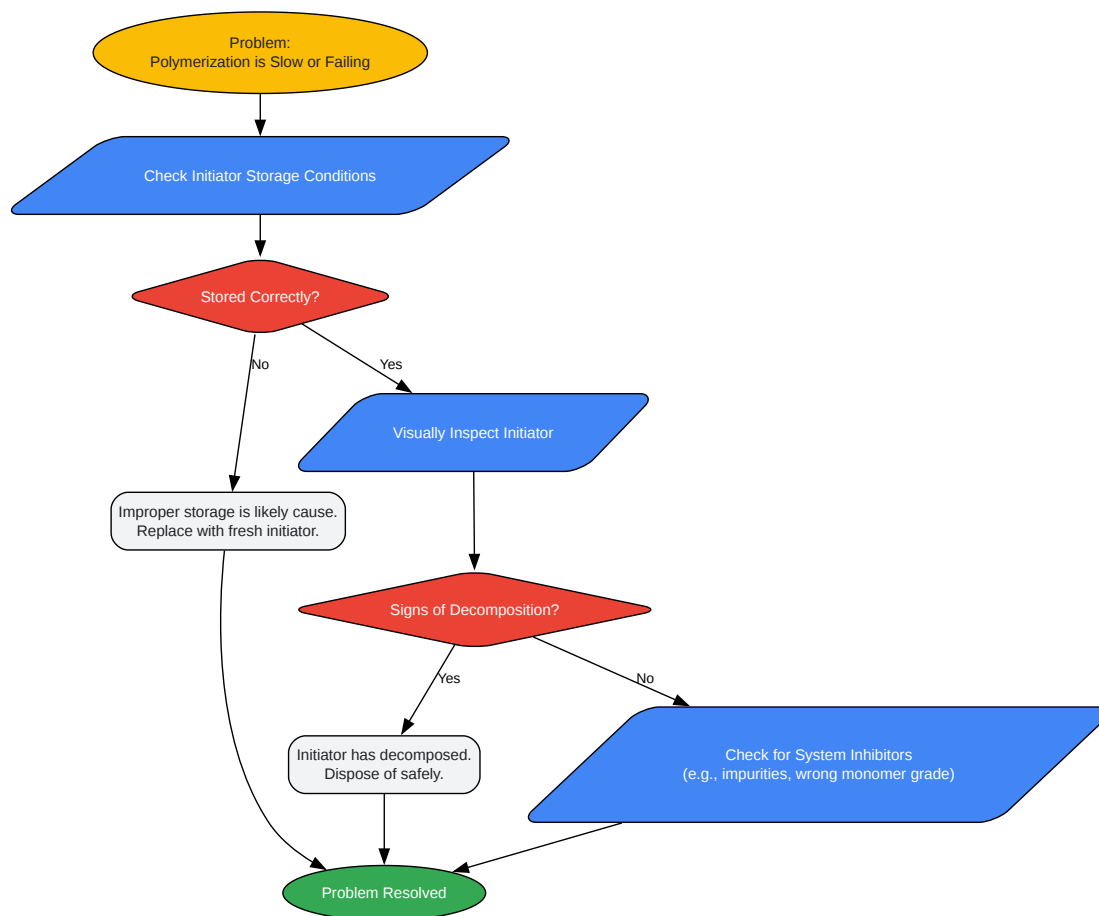 Problem:
Polymerization is Slow or Failing
Check Initiator Storage Conditions
Stored Correctly?
No
Yes
Visually Inspect Initiator
Improper storage is likely cause.
Replace with fresh initiator.
Signs of Decomposition?
Yes
No
Initiator has decomposed.
Dispose of safely.
Check for System Inhibitors
(e.g., impurities, wrong monomer grade)
Problem Resolved